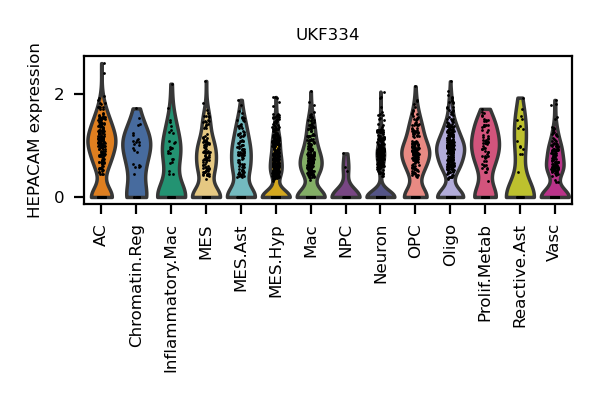 UKF334
HEPACAM expression
2
0
AC
Chromatin.Reg
Inflammatory.Mac
MES
MES.Ast
MES.Hyp
Mac
NPC
Neuron
OPC
Oligo
Prolif.Metab
Reactive.Ast
Vasc